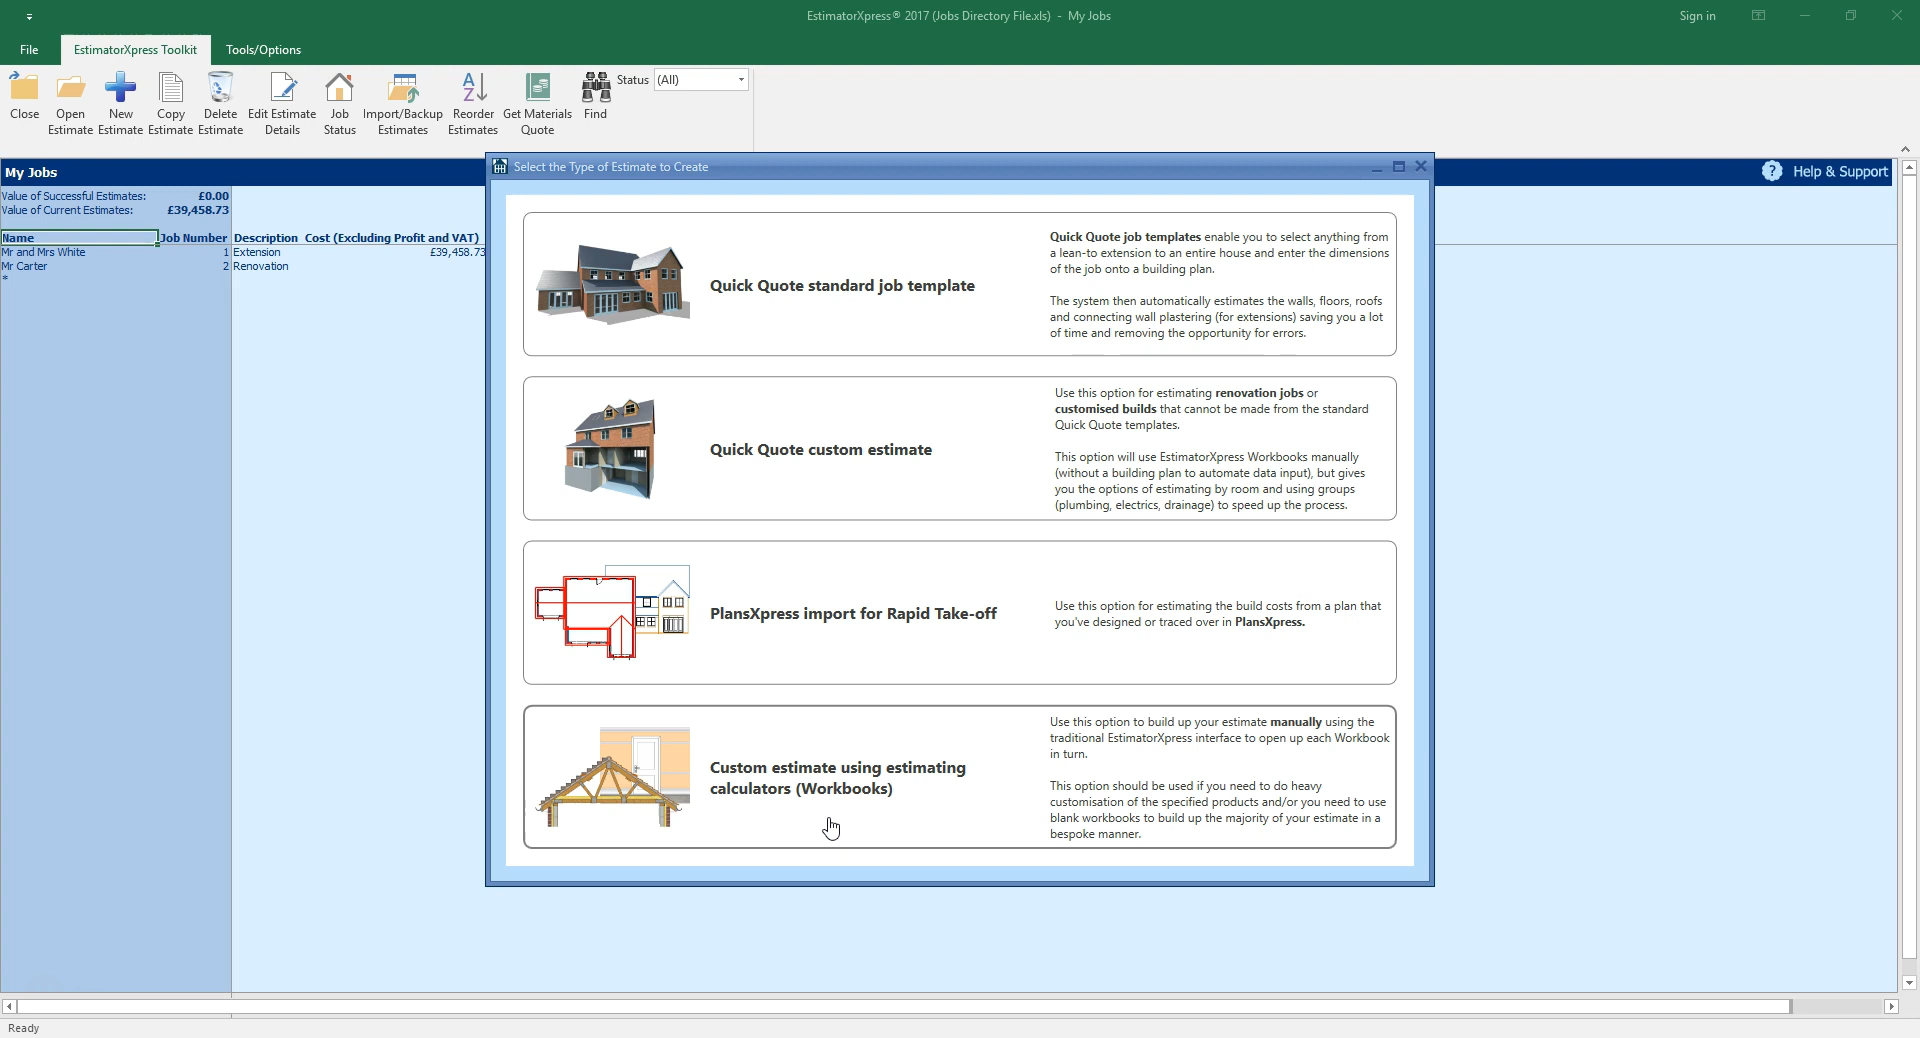 EstimatorXpress® 2017 (Jobs Directory File.xls) - My Jobs
Sign in
File
EstimatorXpress Toolkit
Tools/Options
Close
Open Estimate
New Estimate
Copy Estimate
Delete Estimate
Edit Estimate Details
Job Status
Import/Backup Estimates
Reorder Estimates
Get Materials Quote
Find
Status (All)
My Jobs
? Help & Support
Value of Successful Estimates: £0.00
Value of Current Estimates: £39,458.73
Name Job Number Description Cost (Excluding Profit and VAT)
Mr and Mrs White 1 Extension £39,458.73
Mr Carter 2 Renovation
*
Select the Type of Estimate to Create
Quick Quote standard job template
Quick Quote job templates enable you to select anything from
a lean-to extension to an entire house and enter the dimensions
of the job onto a building plan.
The system then automatically estimates the walls, floors, roofs
and connecting wall plastering (for extensions) saving you a lot
of time and removing the opportunity for errors.
Quick Quote custom estimate
Use this option for estimating renovation jobs or
customised builds that cannot be made from the standard
Quick Quote templates.
This option will use EstimatorXpress Workbooks manually
(without a building plan to automate data input), but gives
you the options of estimating by room and using groups
(plumbing, electrics, drainage) to speed up the process.
PlansXpress import for Rapid Take-off
Use this option for estimating the build costs from a plan that
you've designed or traced over in PlansXpress.
Custom estimate using estimating
calculators (Workbooks)
Use this option to build up your estimate manually using the
traditional EstimatorXpress interface to open up each Workbook
in turn.
This option should be used if you need to do heavy
customisation of the specified products and/or you need to use
blank workbooks to build up the majority of your estimate in a
bespoke manner.
Ready